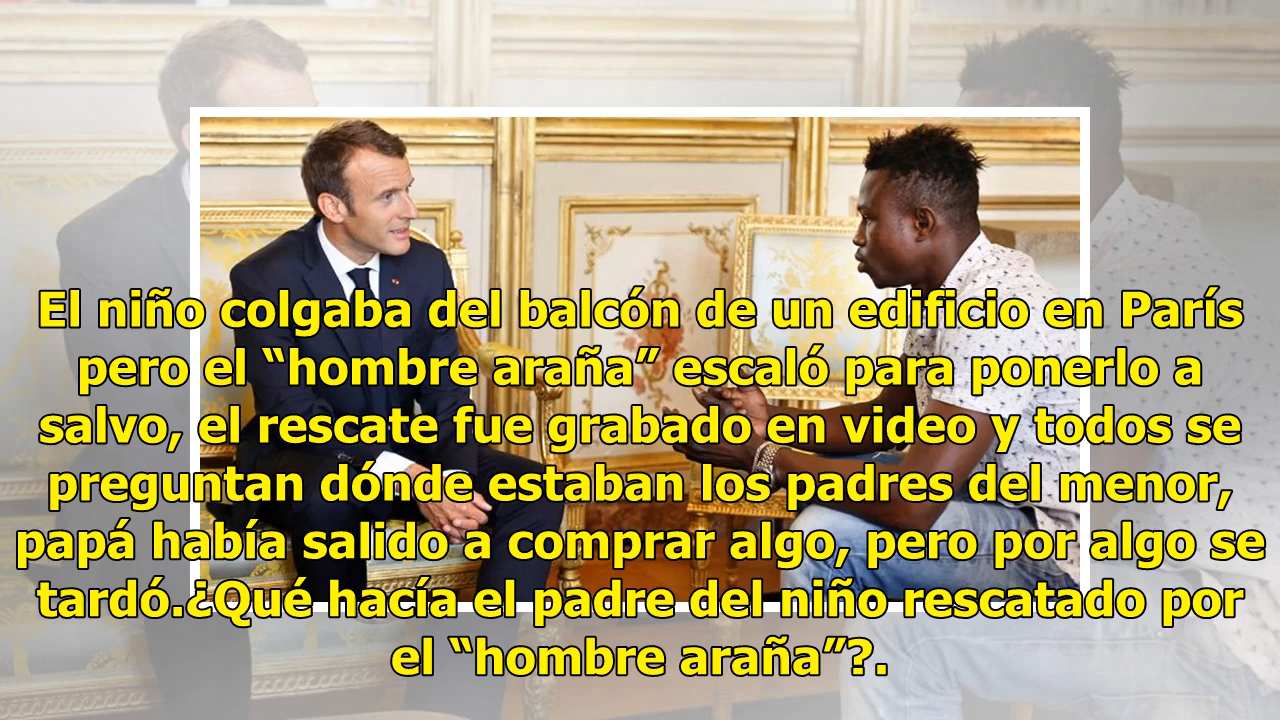 El niño colgaba del balcón de un edificio en París
pero el “hombre araña” escaló para ponerlo a
salvo, el rescate fue grabado en video y todos se
preguntan dónde estaban los padres del menor,
papá había salido a comprar algo, pero por algo se
tardó.¿Qué hacía el padre del niño rescatado por
el “hombre araña”?.